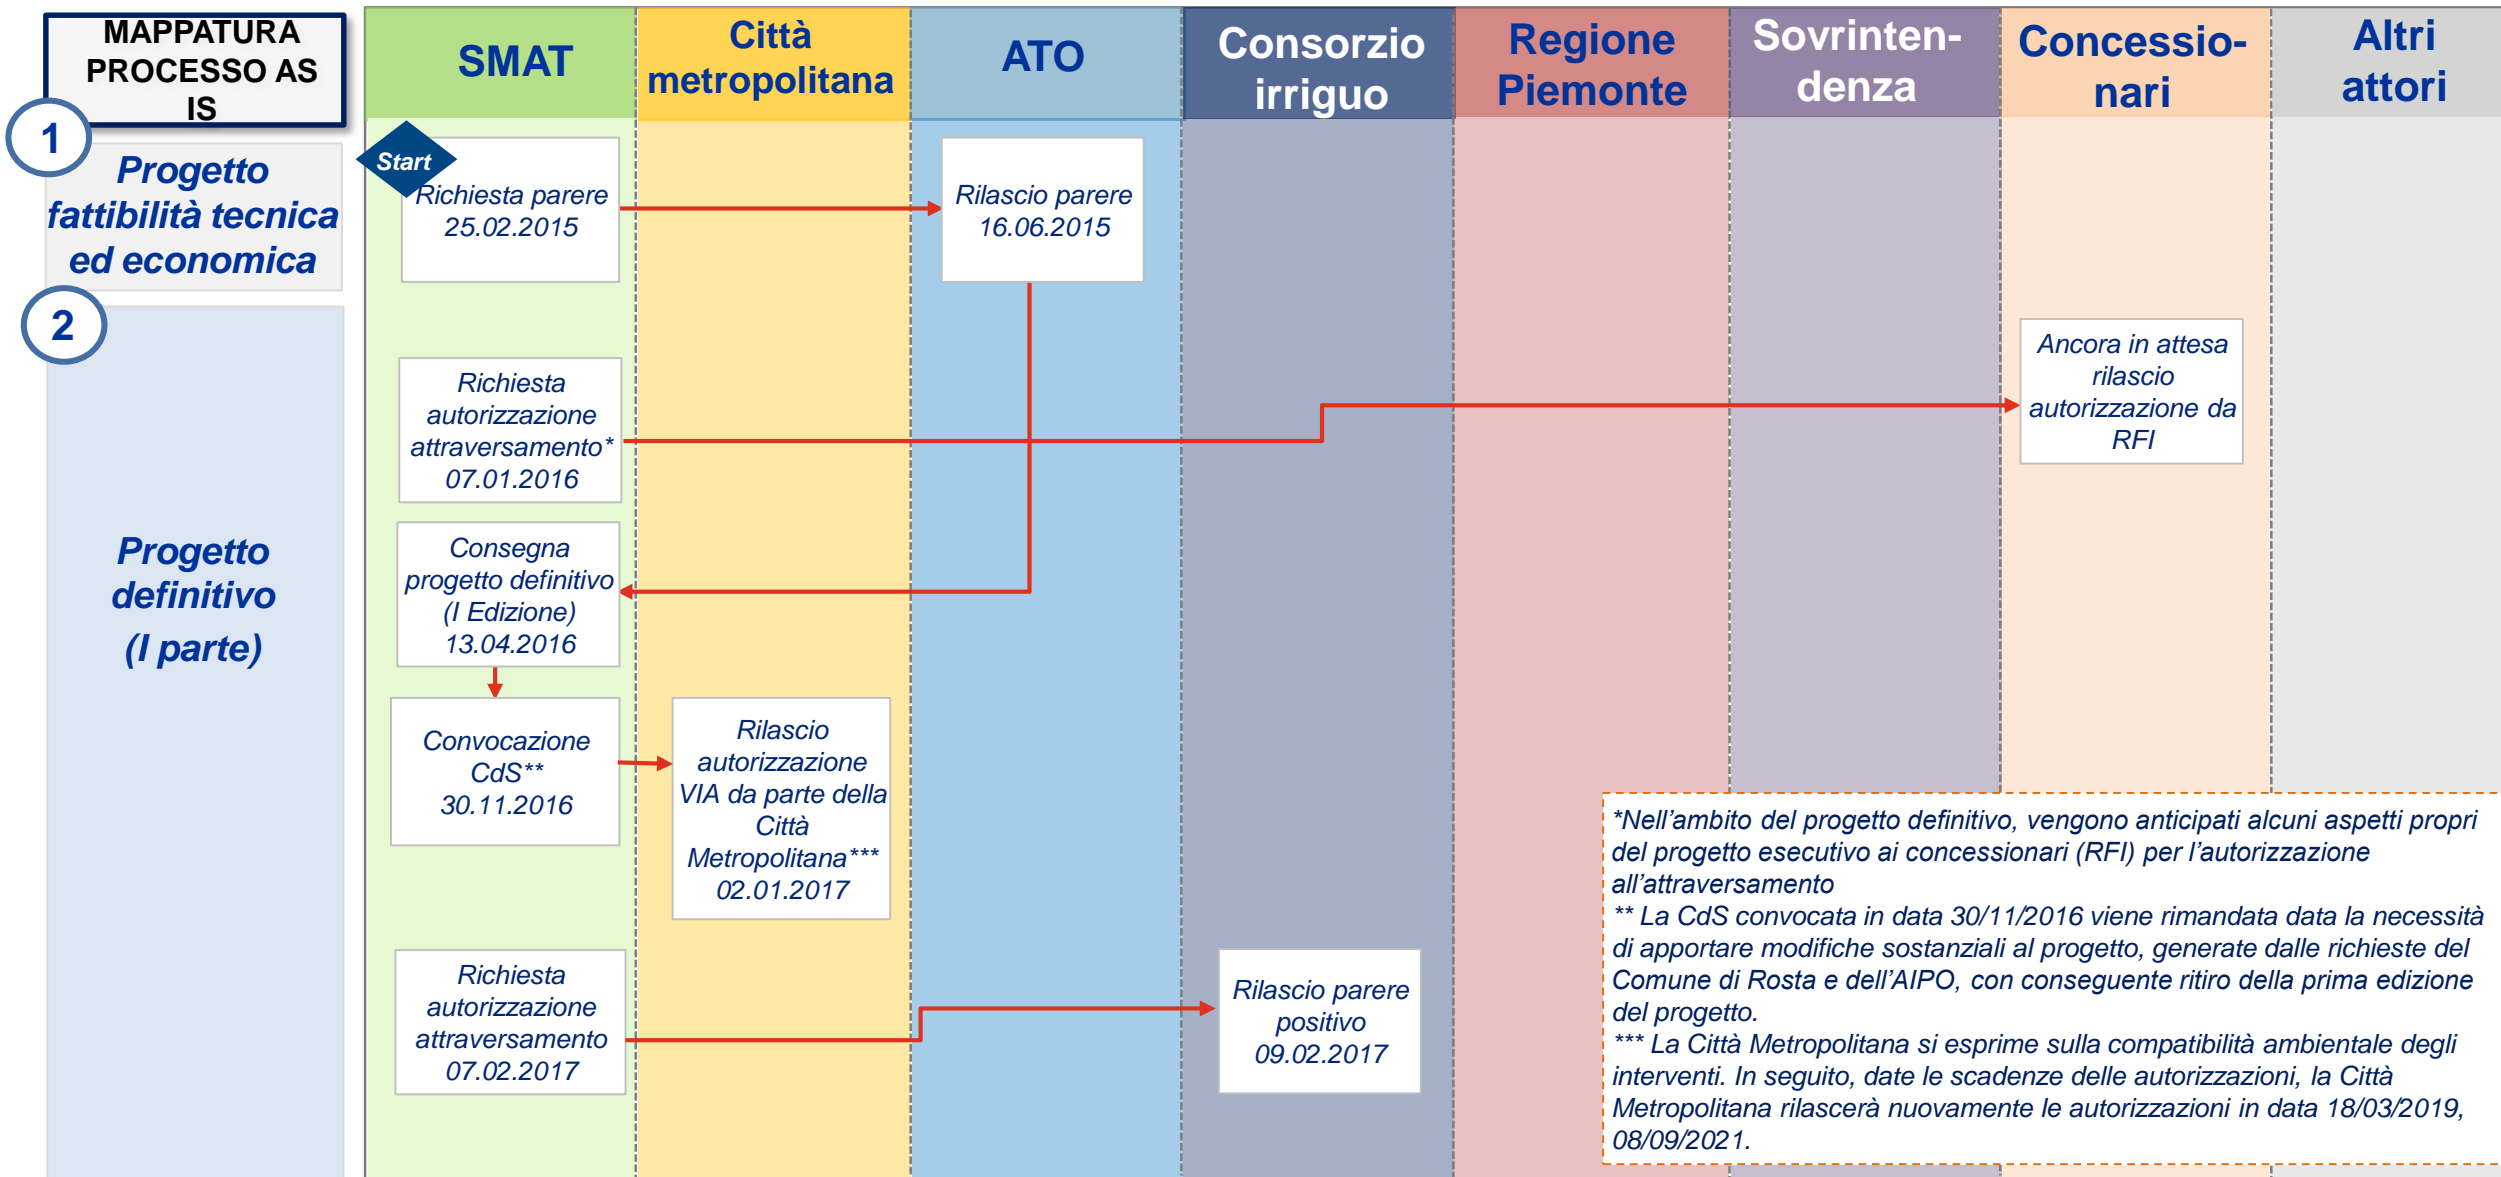 MAPPATURA
PROCESSO AS
IS
SMAT
Città
metropolitana
ATO
Consorzio
irriguo
Regione
Piemonte
Sovrinten-
denza
Concessio-
nari
Altri
attori
1
Progetto
fattibilità tecnica
ed economica
Start
Richiesta parere
25.02.2015
Rilascio parere
16.06.2015
2
Progetto
definitivo
(I parte)
Richiesta
autorizzazione
attraversamento*
07.01.2016
Ancora in attesa
rilascio
autorizzazione da
RFI
Consegna
progetto definitivo
(I Edizione)
13.04.2016
Convocazione
CdS**
30.11.2016
Rilascio
autorizzazione
VIA da parte della
Città
Metropolitana***
02.01.2017
Richiesta
autorizzazione
attraversamento
07.02.2017
Rilascio parere
positivo
09.02.2017
*Nell’ambito del progetto definitivo, vengono anticipati alcuni aspetti propri
del progetto esecutivo ai concessionari (RFI) per l’autorizzazione
all’attraversamento
** La CdS convocata in data 30/11/2016 viene rimandata data la necessità
di apportare modifiche sostanziali al progetto, generate dalle richieste del
Comune di Rosta e dell’AIPO, con conseguente ritiro della prima edizione
del progetto.
*** La Città Metropolitana si esprime sulla compatibilità ambientale degli
interventi. In seguito, date le scadenze delle autorizzazioni, la Città
Metropolitana rilascerà nuovamente le autorizzazioni in data 18/03/2019,
08/09/2021.